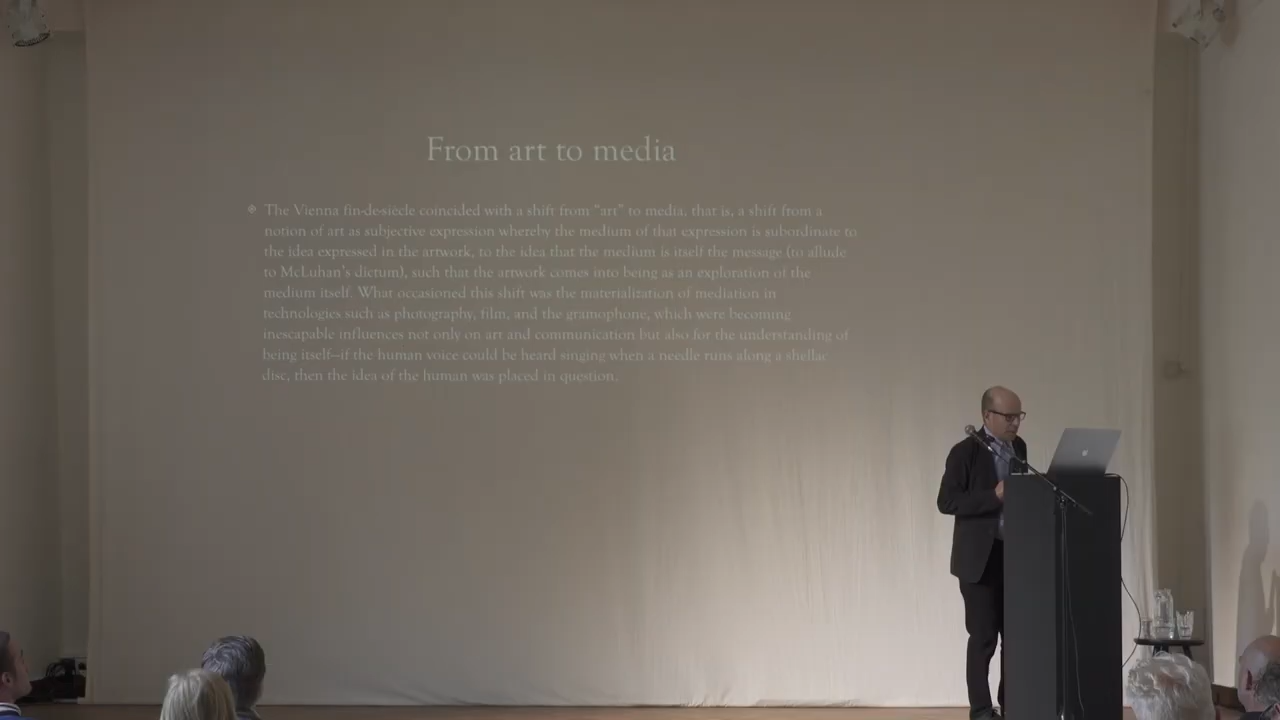 From art to media
The Vienna fin-de-siècle coincided with a shift from “art” to media, that is, a shift from a
notion of art as subjective expression whereby the medium of that expression is subordinate to
the idea expressed in the artwork, to the idea that the medium is itself the message (to allude
to McLuhan’s dictum), such that the artwork comes into being as an exploration of the
medium itself. What occasioned this shift was the materialization of mediation in
technologies such as photography, film, and the gramophone, which were becoming
inescapable influences not only on art and communication but also for the understanding of
being itself—if the human voice could be heard singing when a needle runs along a shellac
disc, then the idea of the human was placed in question.